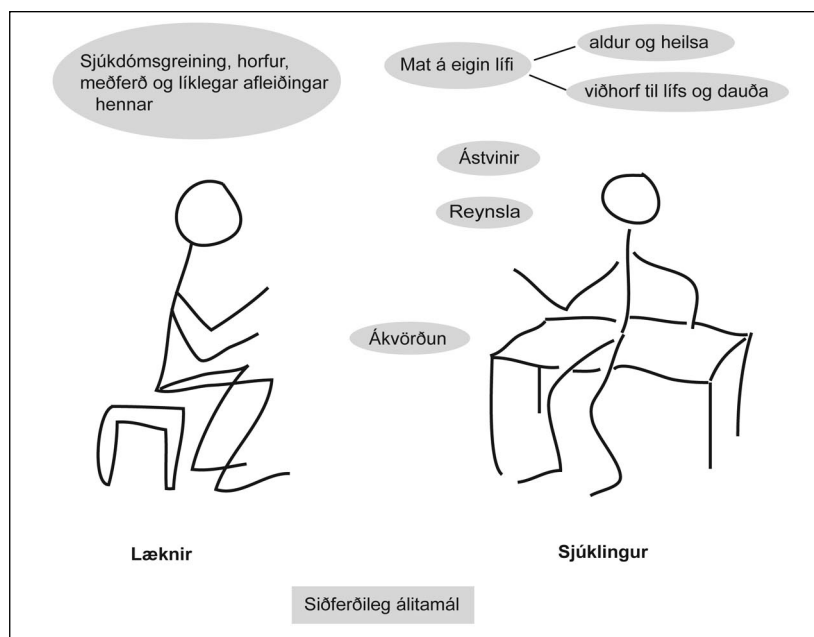 Sjúkdómsgreining, horfur,
meðferð og líklegar afleiðingar
hennar
Mat á eigin lífi
aldur og heilsa
viðhorf til lífs og dauða
Ástvinir
Reynsla
Ákvörðun
Læknir
Sjúklingur
Siðferðileg álitamál